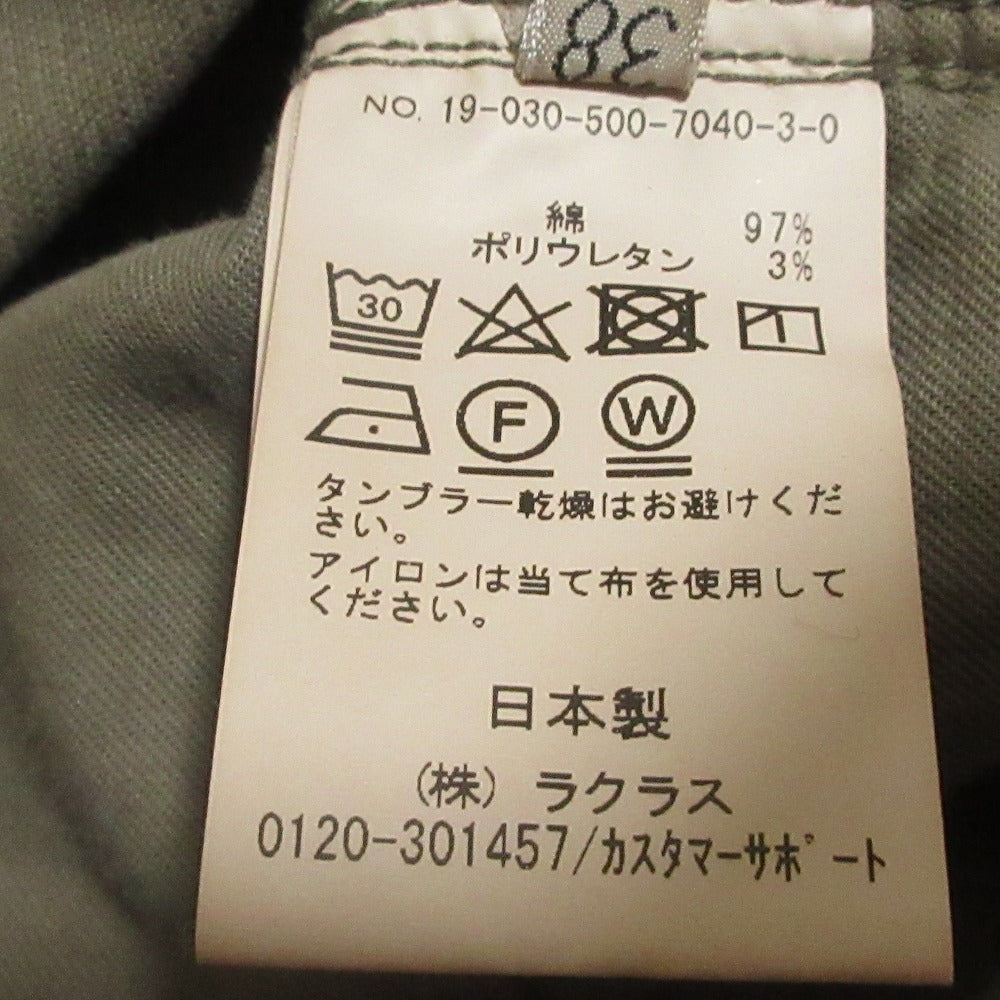 38
NO. 19-030-500-7040-3-0
綿 97%
ポリウレタン 3%
30
F W
タンブラー乾燥はお避けくだ
さい。
アイロンは当て布を使用して
ください。
日本製
(株) ラクラス
0120-301457/カスタマーサポート